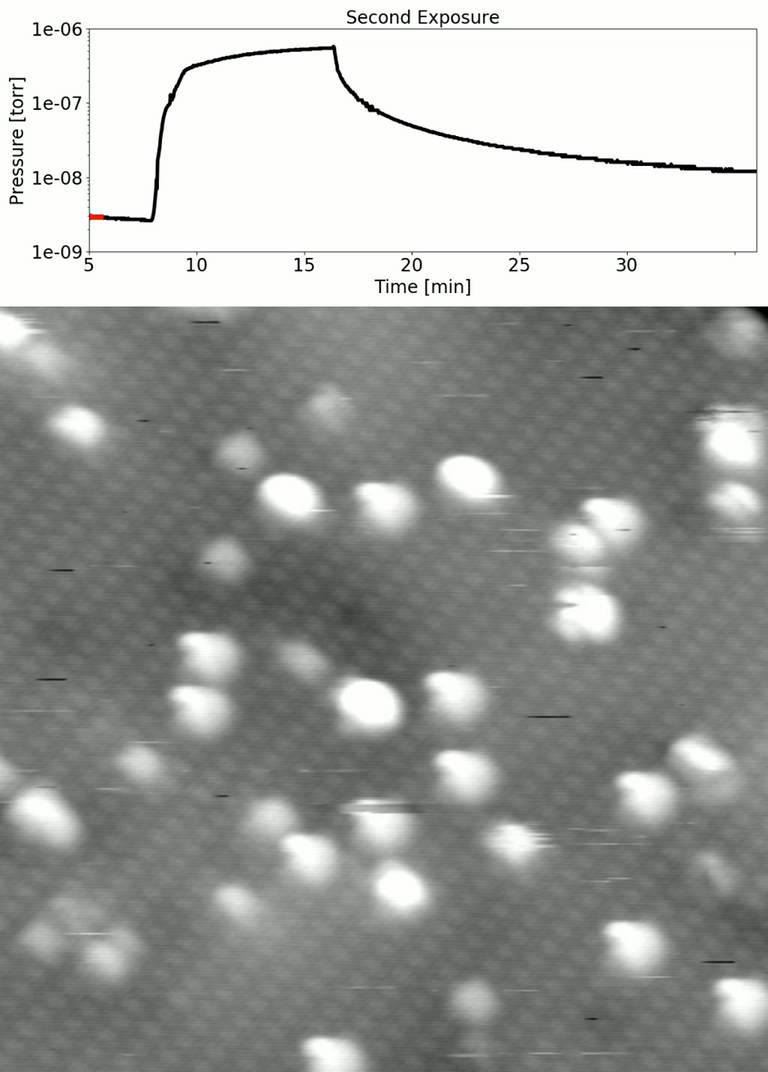 Second Exposure
1e-06
1e-07
1e-08
1e-09
Pressure [torr]
5 10 15 20 25 30
Time [min]